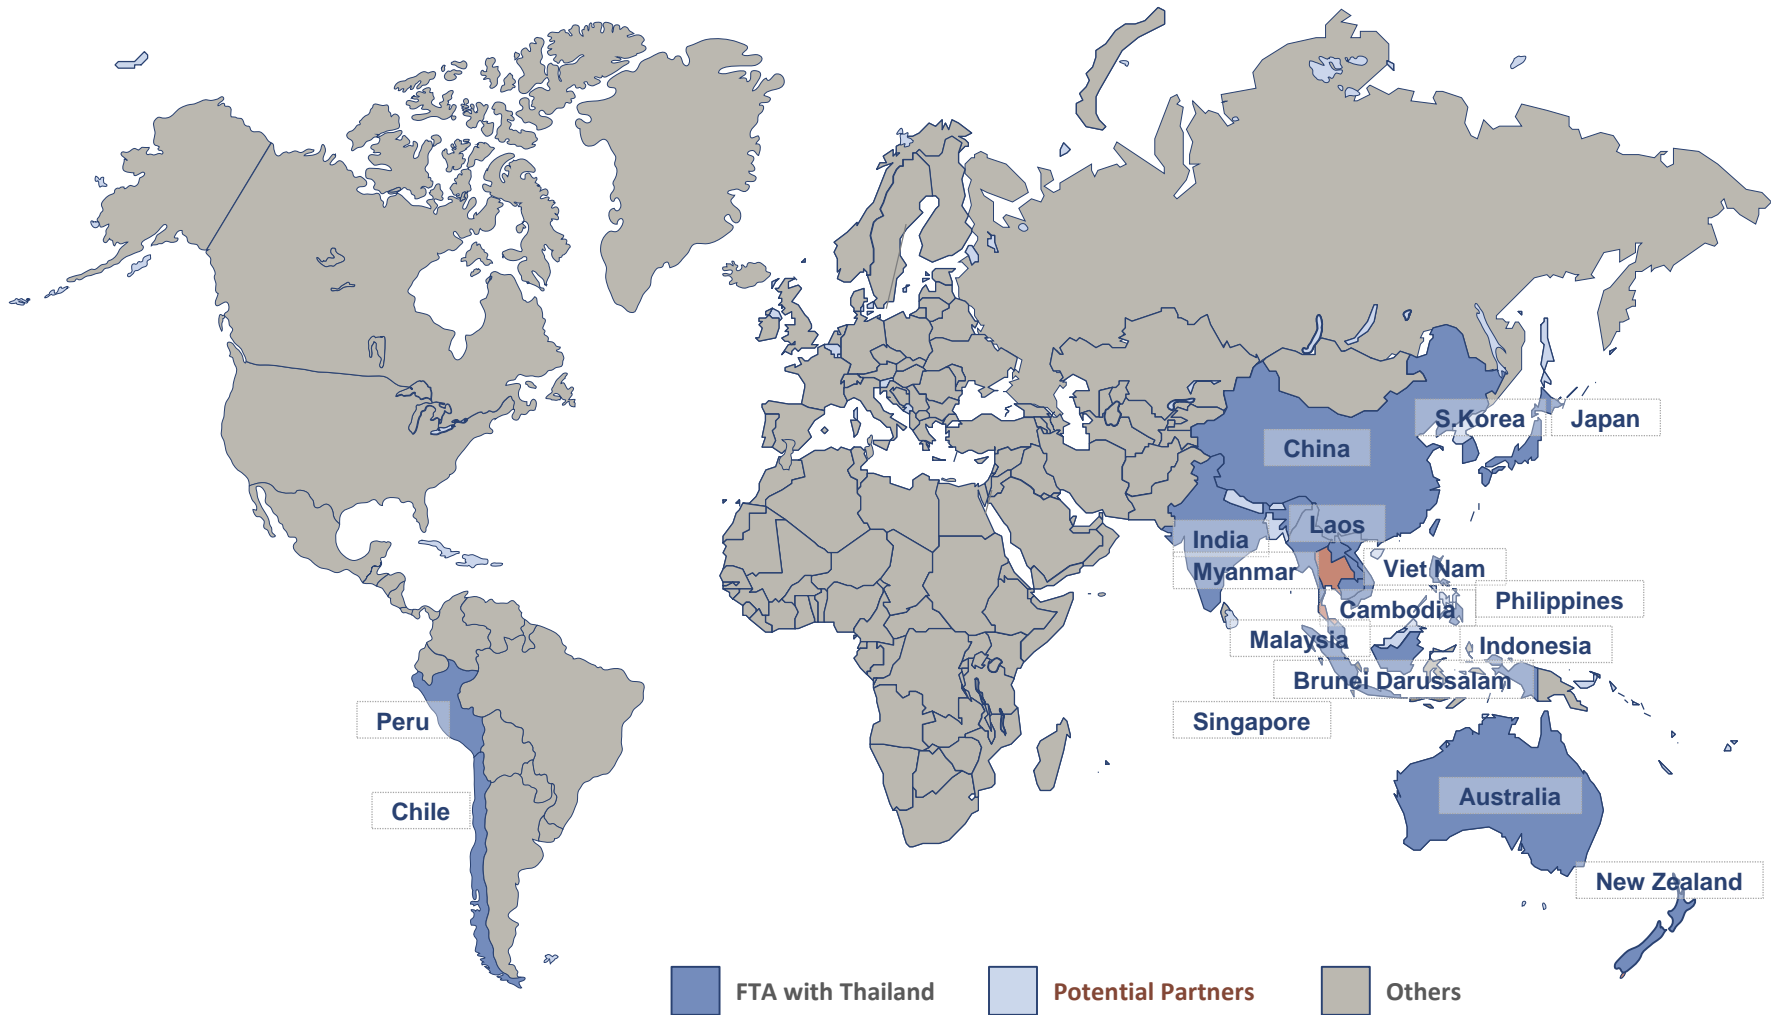 S.Korea
Japan
China
Laos
India
Myanmar
Viet Nam
Philippines
Cambodia
Malaysia
Indonesia
Brunei Darussalam
Singapore
Peru
Chile
Australia
New Zealand
FTA with Thailand
Potential Partners
Others